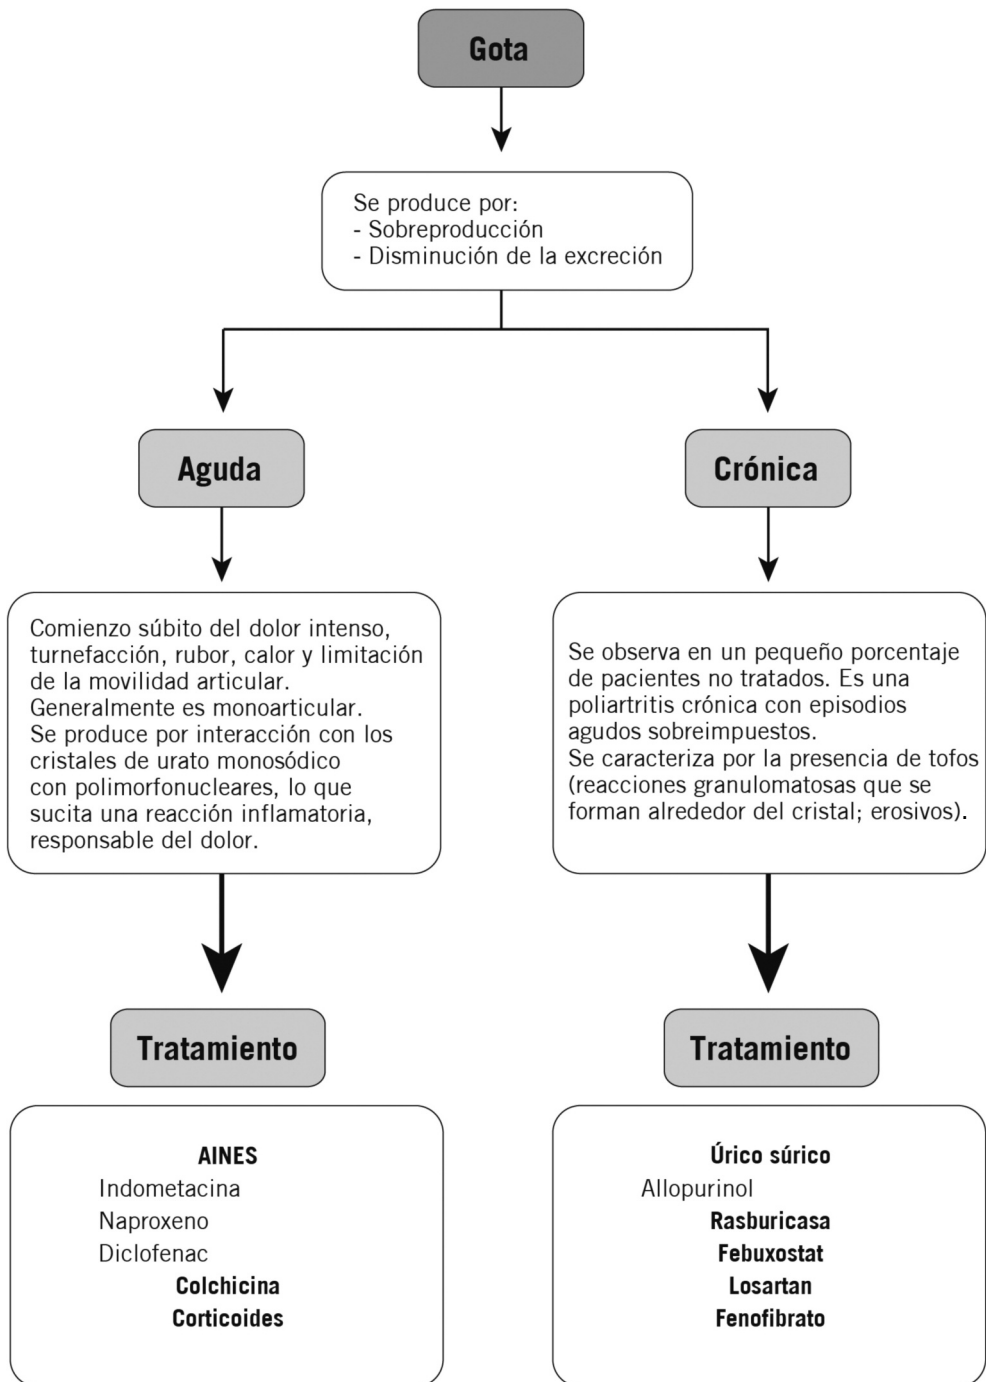 Gota
Se produce por:
- Sobreproducción
- Disminución de la excreción
Aguda
Comienzo súbito del dolor intenso,
turnefacción, rubor, calor y limitación
de la movilidad articular.
Generalmente es monoarticular.
Se produce por interacción con los
cristales de urato monosódico
con polimorfonucleares, lo que
sucita una reacción inflamatoria,
responsable del dolor.
Tratamiento
AINES
Indometacina
Naproxeno
Diclofenac
Colchicina
Corticoides
Crónica
Se observa en un pequeño porcentaje
de pacientes no tratados. Es una
poliartritis crónica con episodios
agudos sobreimpuestos.
Se caracteriza por la presencia de tofos
(reacciones granulomatosas que se
forman alrededor del cristal; erosivos).
Tratamiento
Úrico súrico
Allopurinol
Rasburicasa
Febuxostat
Losartan
Fenofibrato